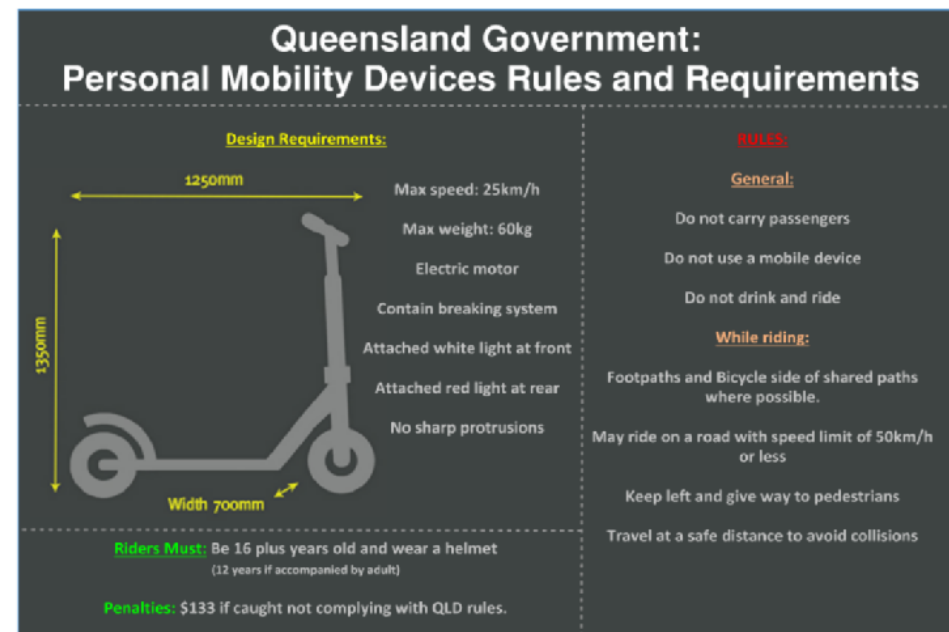 Queensland Government:
Personal Mobility Devices Rules and Requirements
Design Requirements:
1250mm
1350mm
Width 700mm
Max speed: 25km/h
Max weight: 60kg
Electric motor
Contain breaking system
Attached white light at front
Attached red light at rear
No sharp protrusions
Riders Must: Be 16 plus years old and wear a helmet
(12 years if accompanied by adult)
Penalties: $133 if caught not complying with QLD rules.
RULES:
General:
Do not carry passengers
Do not use a mobile device
Do not drink and ride
While riding:
Footpaths and Bicycle side of shared paths
where possible.
May ride on a road with speed limit of 50km/h
or less
Keep left and give way to pedestrians
Travel at a safe distance to avoid collisions